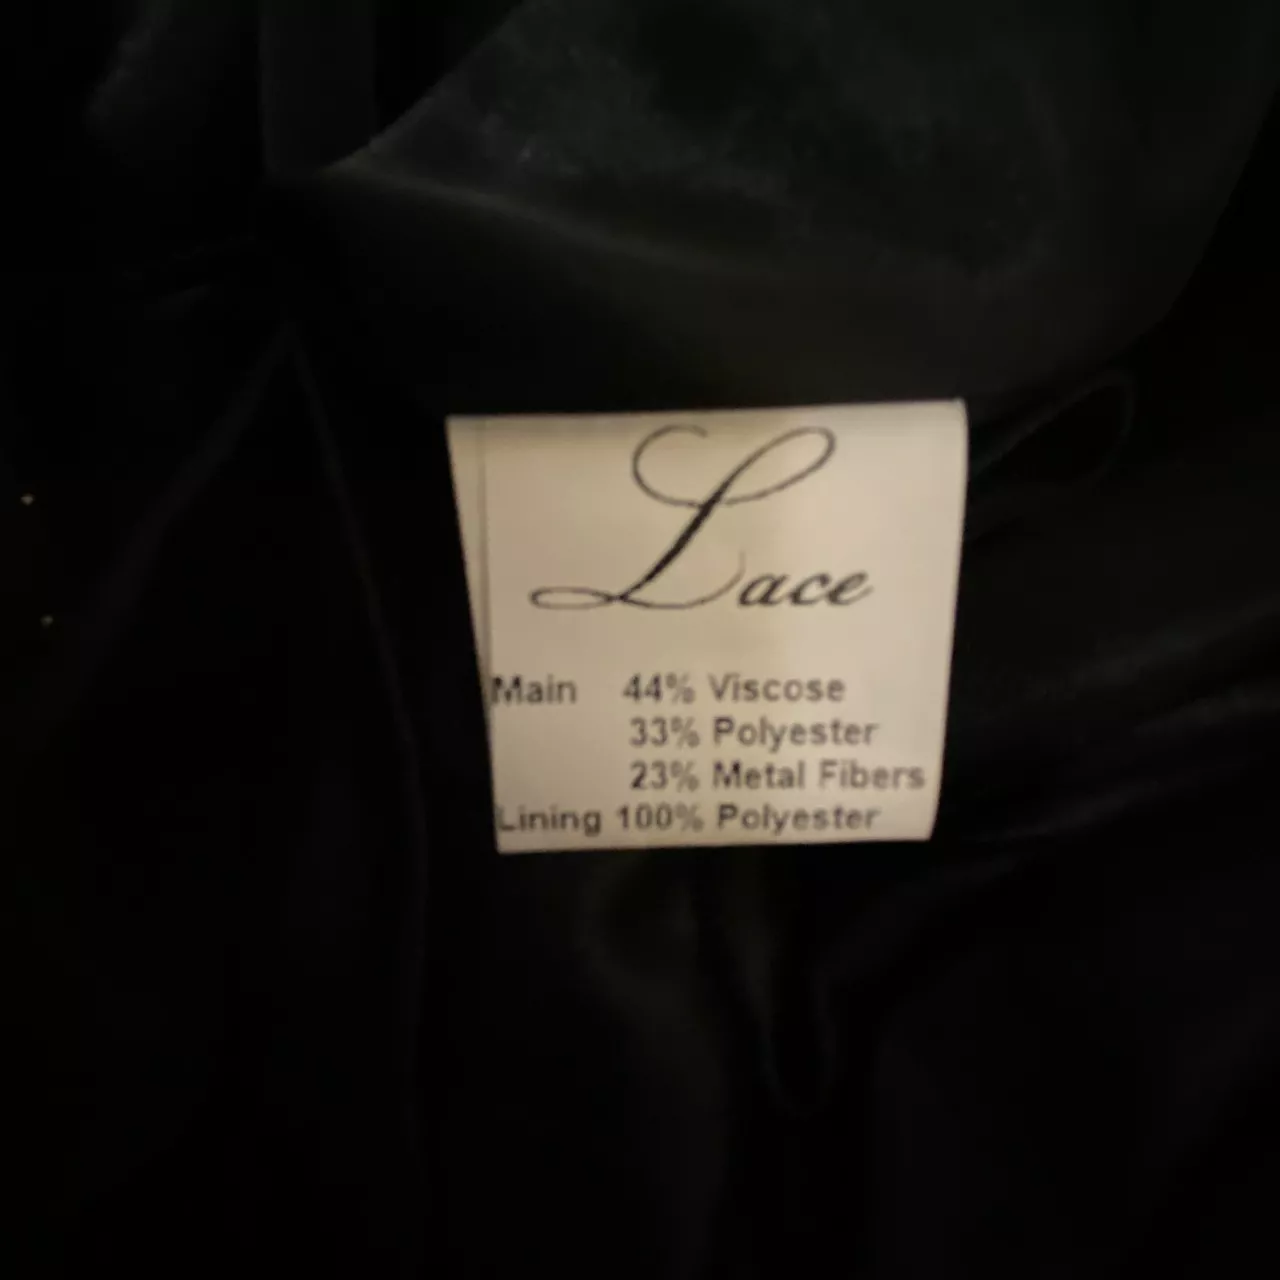 Lace
Main 44% Viscose
33% Polyester
23% Metal Fibers
Lining 100% Polyester